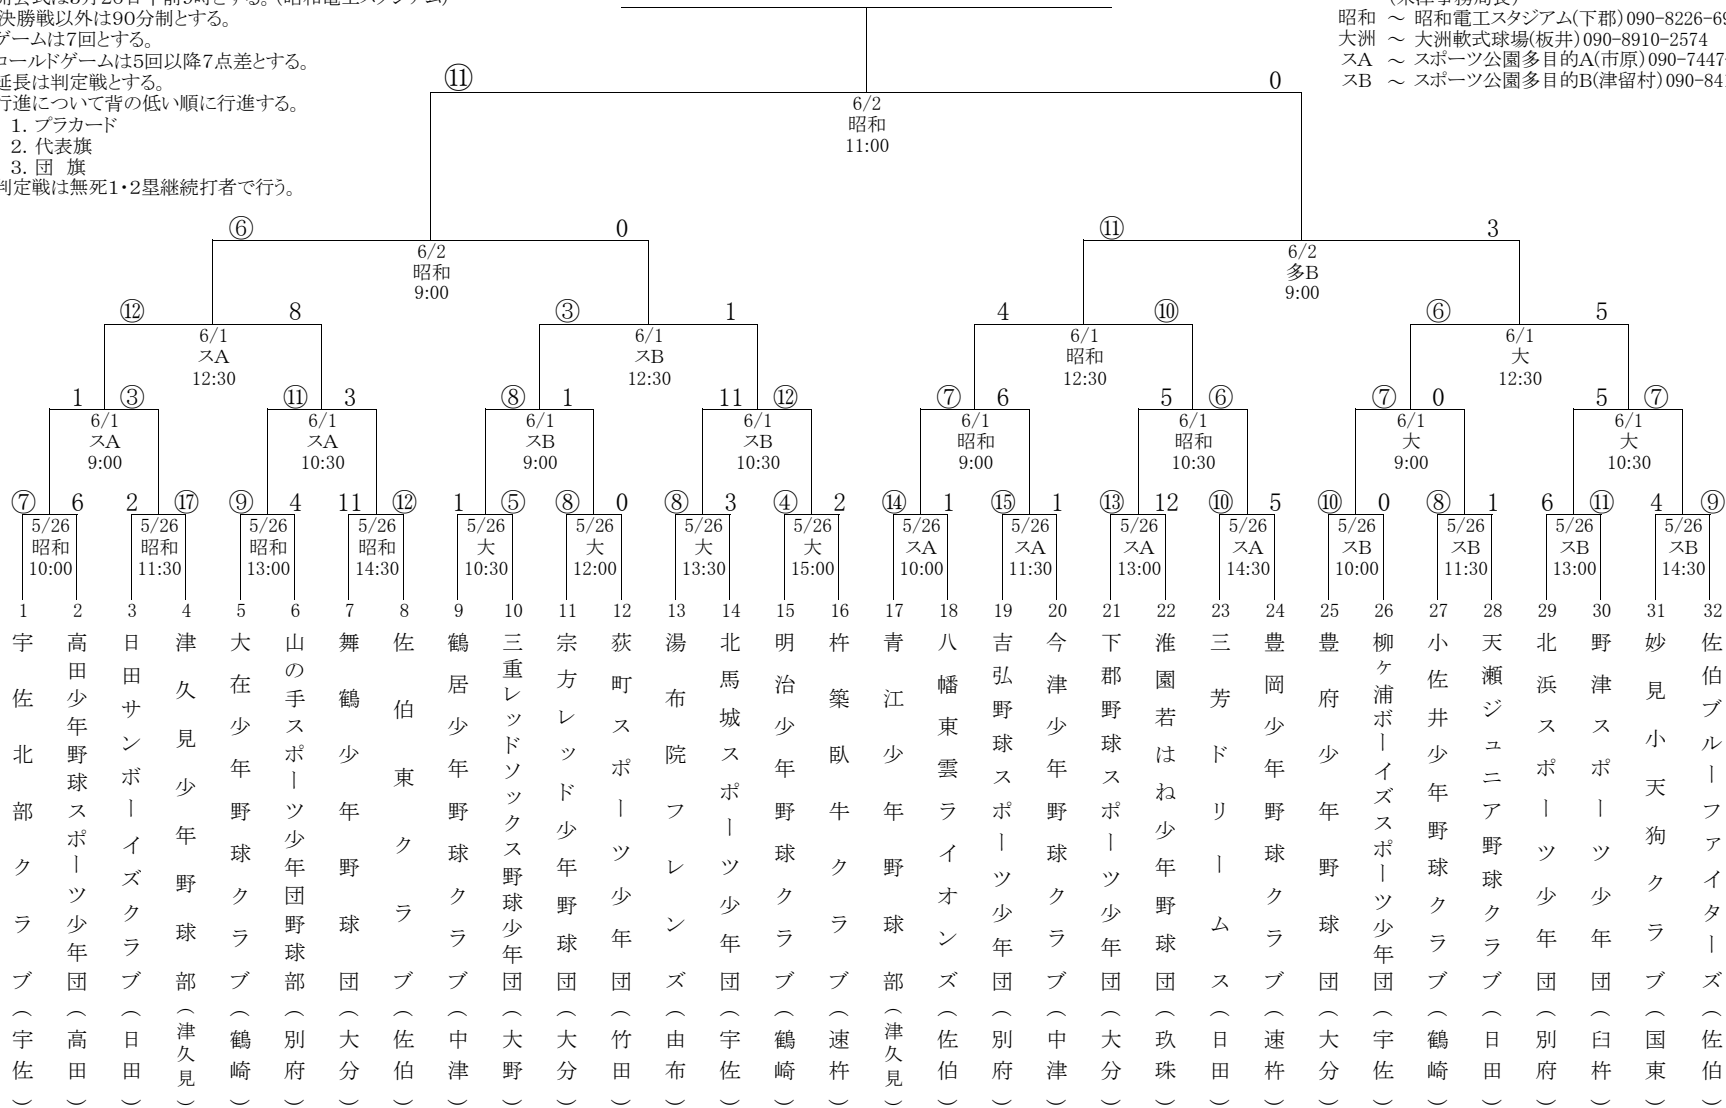 決勝戦以外は90分制とする。
ゲームは7回とする。
コールドゲームは5回以降7点差とする。
延長は判定戦とする。
行進について背の低い順に行進する。
1. プラカード
2. 代表旗
3. 団 旗
判定戦は無死1・2塁継続打者で行う。
昭和 ～ 昭和電工スタジアム(下郡)090-8226-69
大洲 ～ 大洲軟式球場(板井)090-8910-2574
スA ～ スポーツ公園多目的A(市原)090-7447-
スB ～ スポーツ公園多目的B(津留村)090-84
⑪ 0
6/2
昭和
11:00
⑥ 0 ⑪ 3
6/2 6/2
昭和 多B
9:00 9:00
⑫ 8 ③ 1 4 ⑩ ⑥ 5
6/1 6/1 6/1 6/1
スA スB 昭和 大
12:30 12:30 12:30 12:30
1 ③ ⑪ 3 ⑧ 1 11 ⑫ ⑦ 6 5 ⑥ ⑦ 0 5 ⑦
6/1 6/1 6/1 6/1 6/1 6/1 6/1 6/1
スA スA スB スB 昭和 昭和 大 大
9:00 10:30 9:00 10:30 9:00 10:30 9:00 10:30
⑦ 6 2 ⑰ ⑨ 4 11 ⑫ 1 ⑤ ⑧ 0 ⑧ 3 ④ 2 ⑭ 1 ⑮ 1 ⑬ 12 ⑩ 5 ⑩ 0 ⑧ 1 6 ⑪ 4 ⑨
5/26 5/26 5/26 5/26 5/26 5/26 5/26 5/26 5/26 5/26 5/26 5/26 5/26 5/26 5/26 5/26
昭和 昭和 昭和 昭和 大 大 大 大 スA スA スA スA スB スB スB スB
10:00 11:30 13:00 14:30 10:30 12:00 13:30 15:00 10:00 11:30 13:00 14:30 10:00 11:30 13:00 14:30
1 2 3 4 5 6 7 8 9 10 11 12 13 14 15 16 17 18 19 20 21 22 23 24 25 26 27 28 29 30 31 32
宇佐北部クラブ(宇佐)
高田少年野球スポーツ少年団(高田)
日田サンボーイズクラブ(日田)
津久見少年野球部(津久見)
大在少年野球クラブ(鶴崎)
山の手スポーツ少年団野球部(別府)
舞鶴少年野球団(大分)
佐伯東クラブ(佐伯)
鶴居少年野球クラブ(中津)
三重レッドソックス野球少年団(大野)
宗方レッド少年野球団(大分)
荻町スポーツ少年団(竹田)
湯布院フレンズ(由布)
北馬城スポーツ少年団(宇佐)
明治少年野球クラブ(鶴崎)
杵築臥牛クラブ(速杵)
青江少年野球部(津久見)
八幡東雲ライオンズ(佐伯)
吉弘野球スポーツ少年団(別府)
今津少年野球クラブ(中津)
下郡野球スポーツ少年団(大分)
淮園若はね少年野球団(玖珠)
三芳ドリームス(日田)
豊岡少年野球クラブ(速杵)
豊府少年野球団(大分)
柳ヶ浦ボーイズスポーツ少年団(宇佐)
小佐井少年野球クラブ(鶴崎)
天瀬ジュニア野球クラブ(日田)
北浜スポーツ少年団(別府)
野津スポーツ少年団(臼杵)
妙見小天狗クラブ(国東)
佐伯ブルーファイターズ(佐伯)